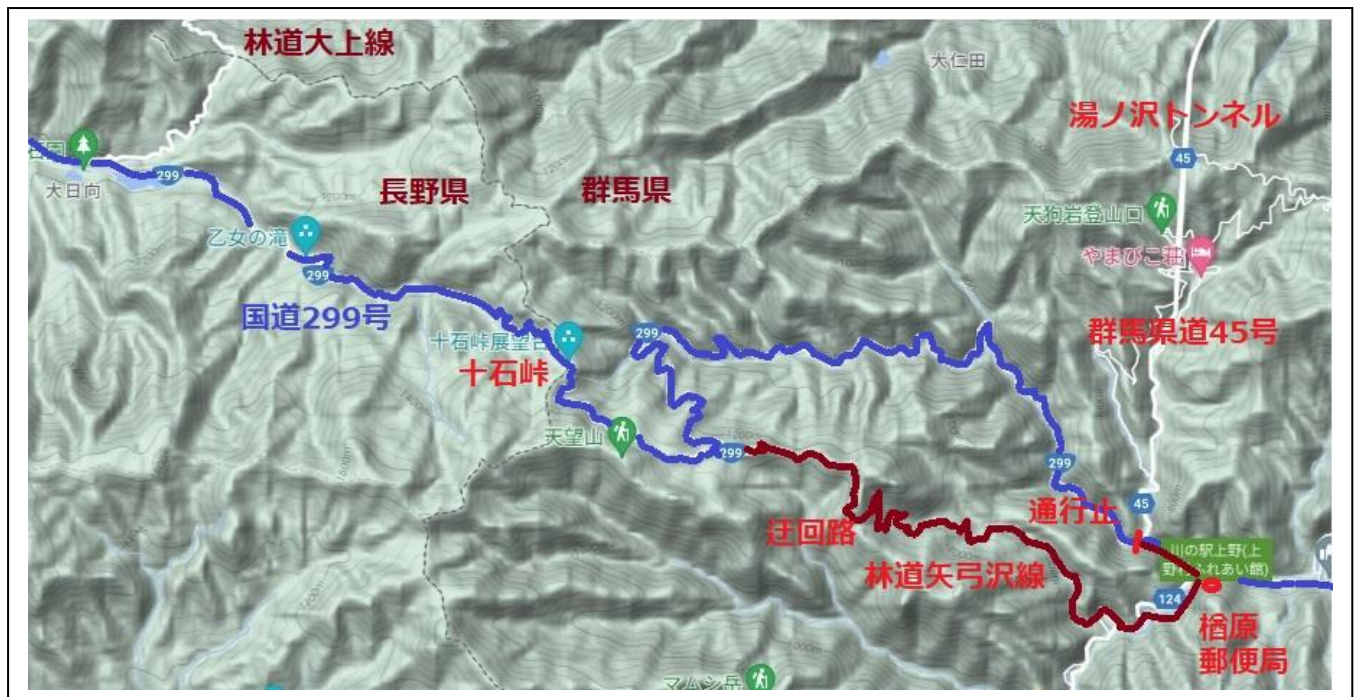 林道大上線
大仁田
湯ノ沢トンネル
45
299
大日向
長野県
群馬県
天狗岩登山口
やまびこ荘
乙女の滝
299
国道299号
299
群馬県道45号
十石峠展望台
十石峠
天望山
299
299
通行止
45
迂回路
林道矢弓沢線
川の駅上野(上
野村ふれあい館)
124
楢原
郵便局
マムシ岳